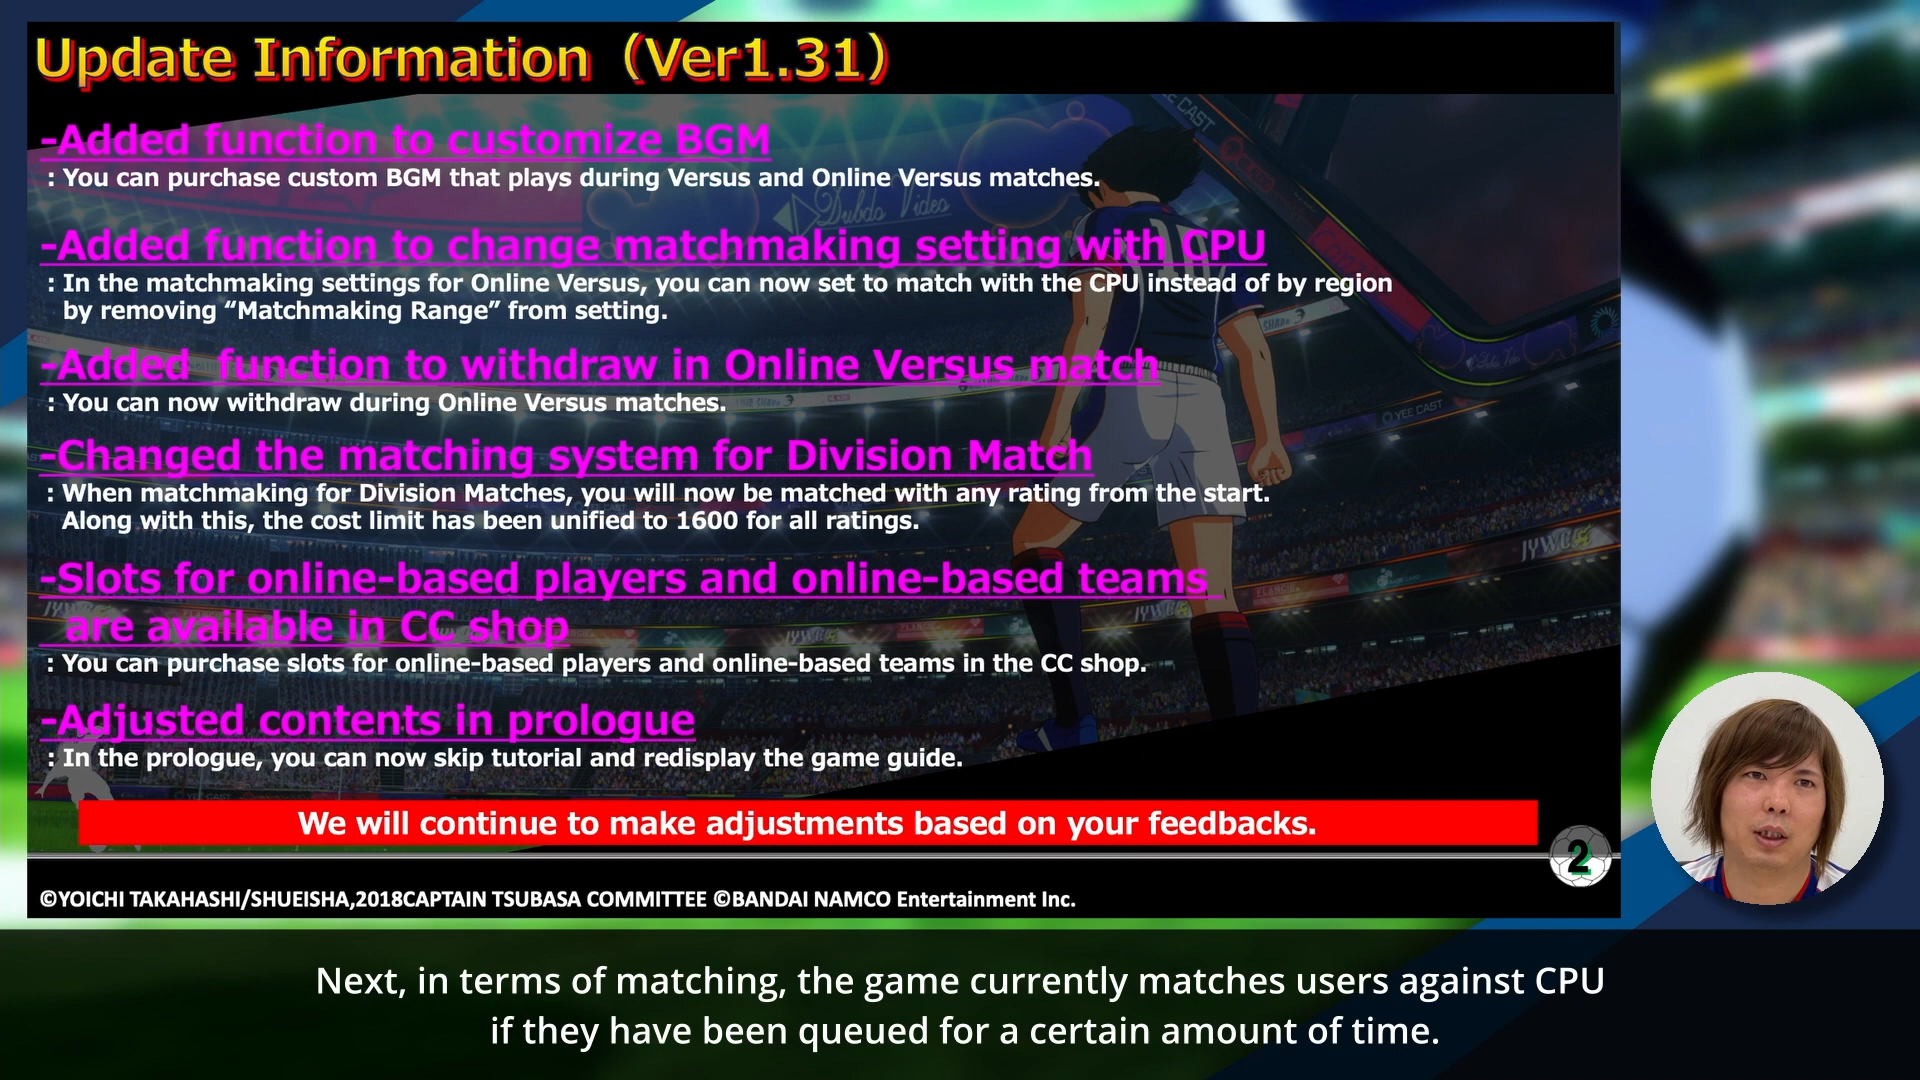 Update Information（Ver1.31）
-Added function to customize BGM
: You can purchase custom BGM that plays during Versus and Online Versus matches.
Dubdo Video
-Added function to change matchmaking setting with CPU
: In the matchmaking settings for Online Versus, you can now set to match with the CPU instead of by region
by removing “Matchmaking Range” from setting.
-Added  function to withdraw in Online Versus match
: You can now withdraw during Online Versus matches.
YEE CAST
-Changed the matching system for Division Match
: When matchmaking for Division Matches, you will now be matched with any rating from the start.
Along with this, the cost limit has been unified to 1600 for all ratings.
-Slots for online-based players and online-based teams
are available in CC shop
: You can purchase slots for online-based players and online-based teams in the CC shop.
-Adjusted contents in prologue
: In the prologue, you can now skip tutorial and redisplay the game guide.
We will continue to make adjustments based on your feedbacks.
2
©YOICHI TAKAHASHI/SHUEISHA,2018CAPTAIN TSUBASA COMMITTEE ©BANDAI NAMCO Entertainment Inc.
Next, in terms of matching, the game currently matches users against CPU
if they have been queued for a certain amount of time.